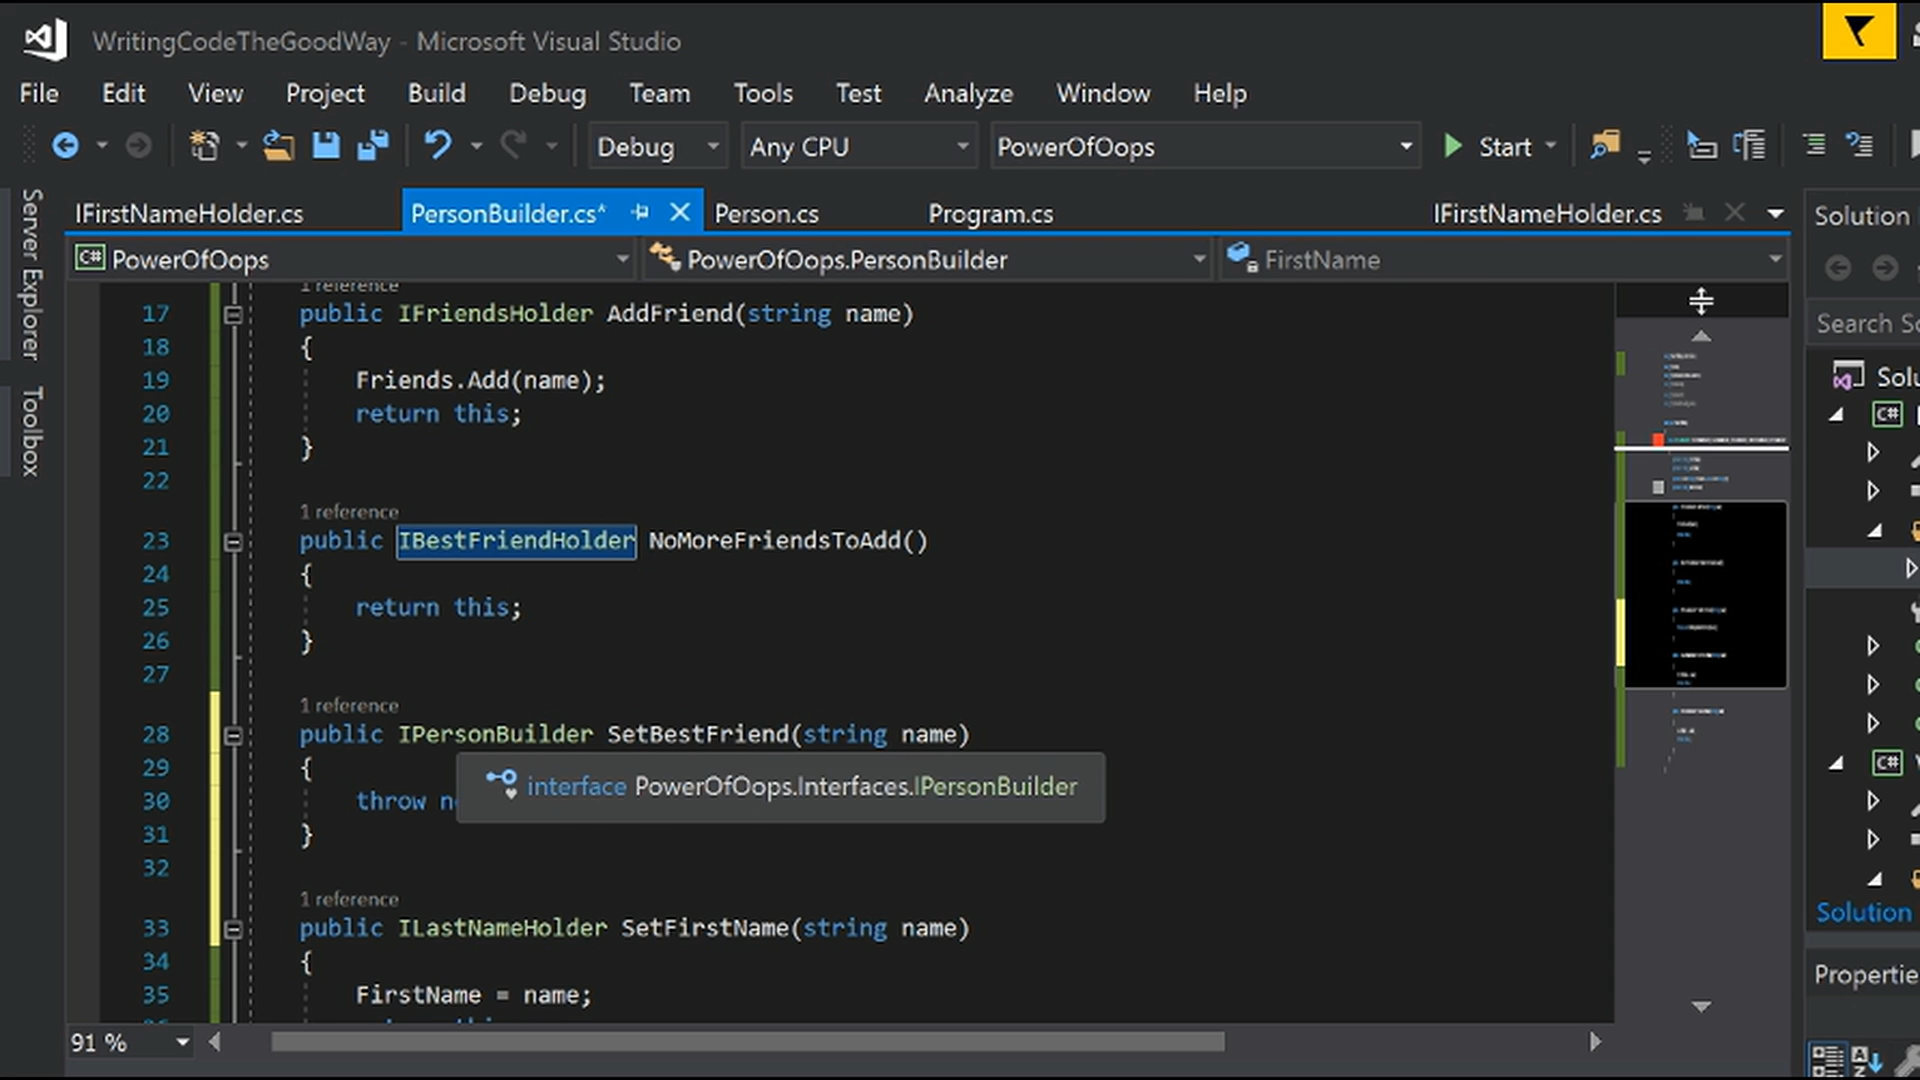 WritingCodeTheGoodWay - Microsoft Visual Studio
File Edit View Project Build Debug Team Tools Test Analyze Window Help
Debug Any CPU PowerOfOops Start
Server Explorer
Toolbox
IFirstNameHolder.cs PersonBuilder.cs* Person.cs Program.cs IFirstNameHolder.cs
C# PowerOfOops PowerOfOops.PersonBuilder FirstName
1 reference
17 public IFriendsHolder AddFriend(string name)
18 {
19 Friends.Add(name);
20 return this;
21 }
22
1 reference
23 public IBestFriendHolder NoMoreFriendsToAdd()
24 {
25 return this;
26 }
27
1 reference
28 public IPersonBuilder SetBestFriend(string name)
29 {
interface PowerOfOops.Interfaces.IPersonBuilder
30 throw
31 }
32
1 reference
33 public ILastNameHolder SetFirstName(string name)
34 {
35 FirstName = name;
91 %
Solution
Search
C#
C#
Solution